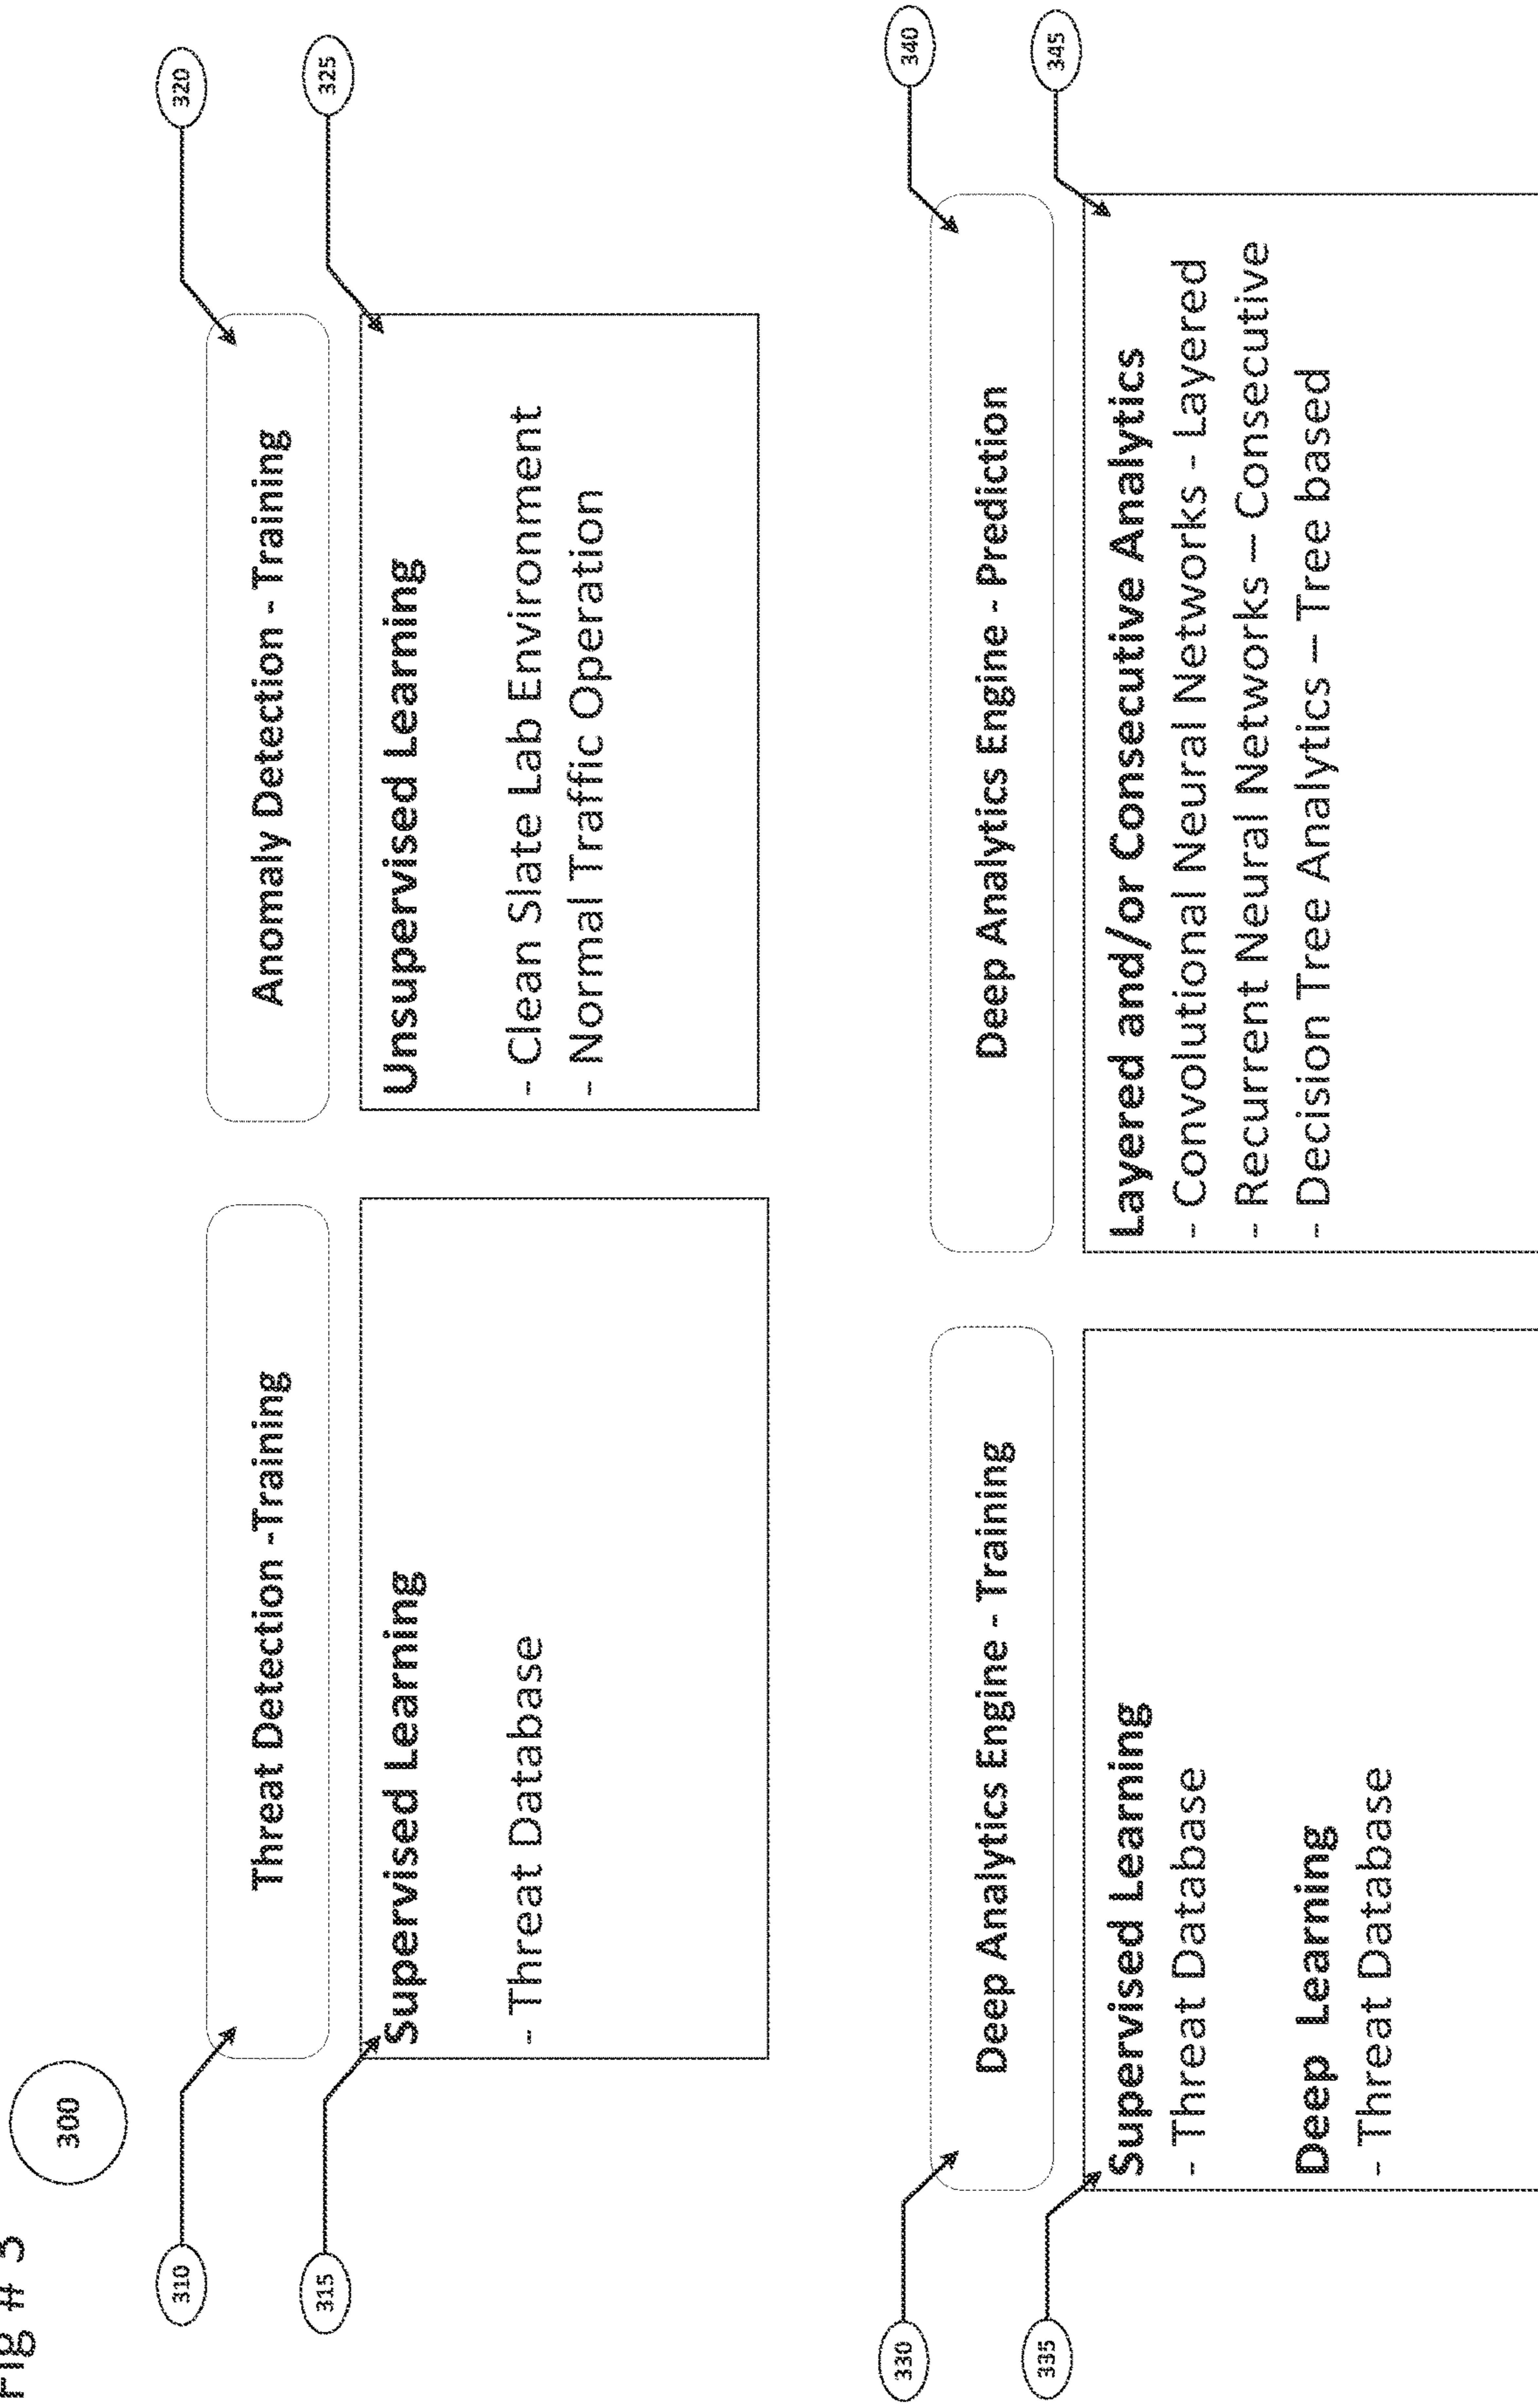 Fig # 3
300
310
Threat Detection -Training
315
Supervised Learning
- Threat Database
320
Anomaly Detection - Training
325
Unsupervised Learning
- Clean Slate Lab Environment
- Normal Traffic Operation
330
Deep Analytics Engine - Training
335
Supervised Learning
- Threat Database
Deep Learning
- Threat Database
340
Deep Analytics Engine - Prediction
345
Layered and/or Consecutive Analytics
- Convolutional Neural Networks - Layered
- Recurrent Neural Networks – Consecutive
- Decision Tree Analytics – Tree based